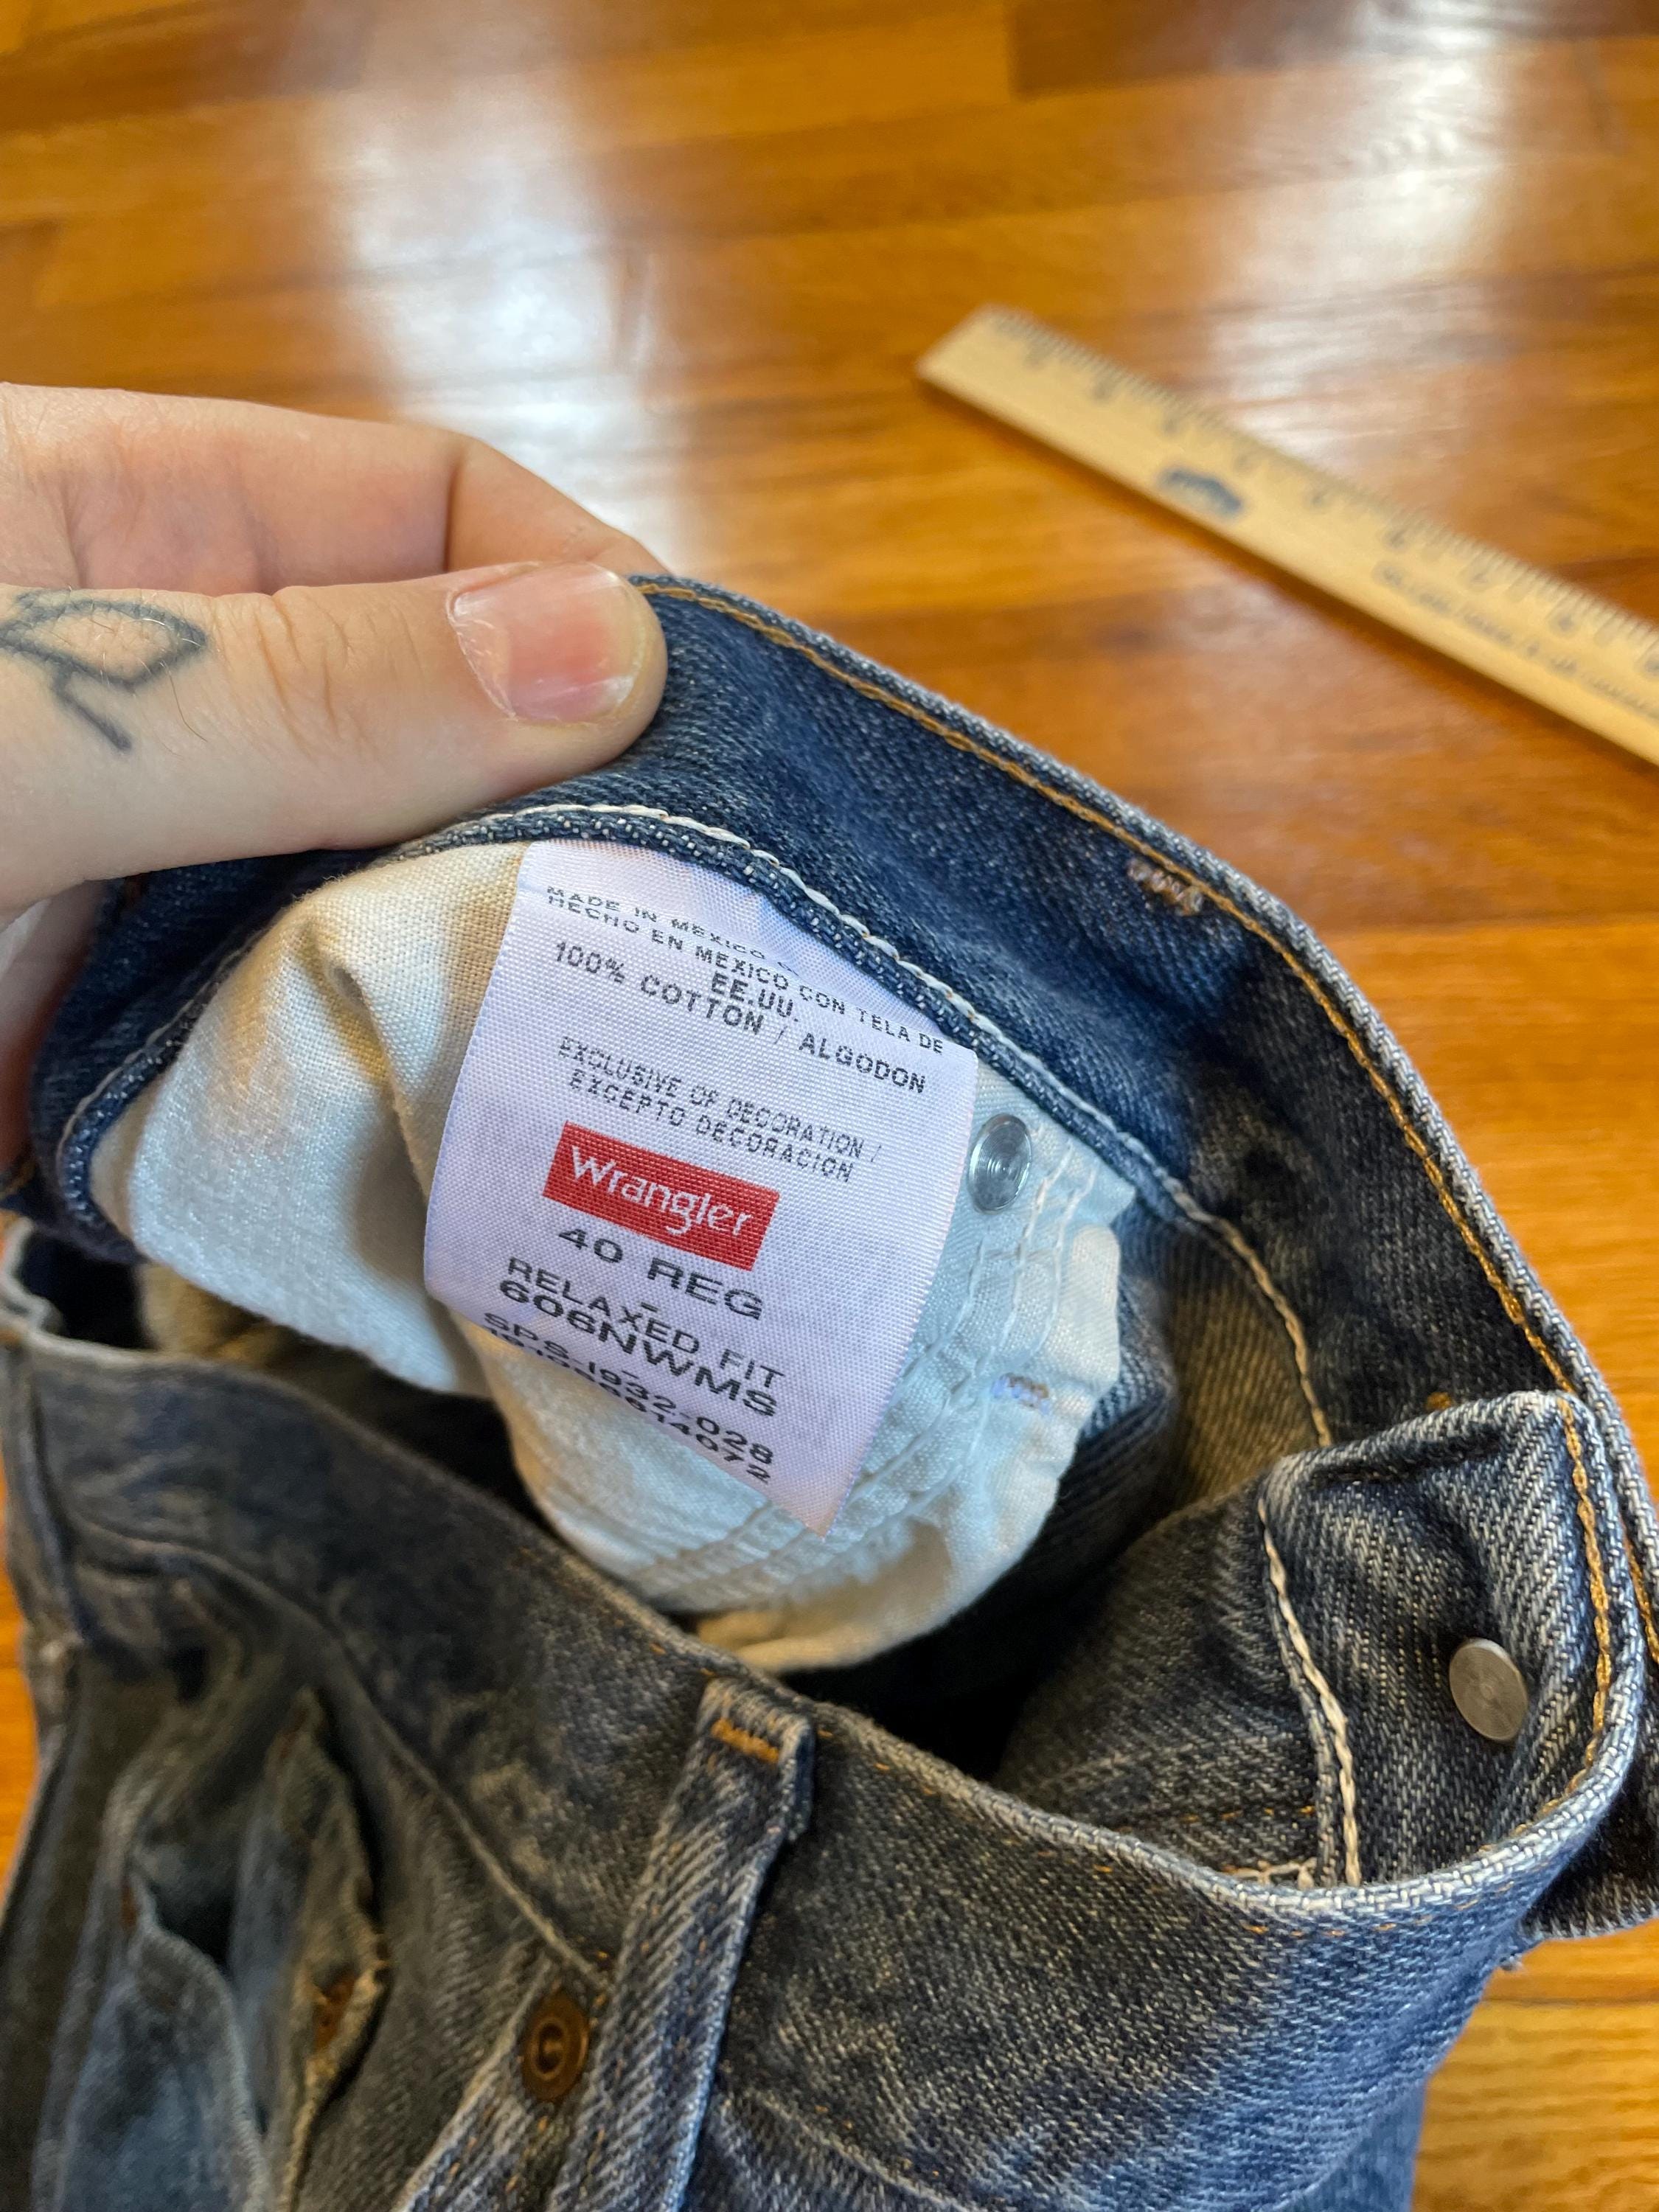 MADE IN MEXICO
HECHO EN MEXICO CON TELA DE
EE.UU.
100% COTTON / ALGODON
EXCLUSIVE OF DECORATION /
EXCEPTO DECORACION
Wrangler
40 REG
RELAXED FIT
606NWMS
SPS-1932-028